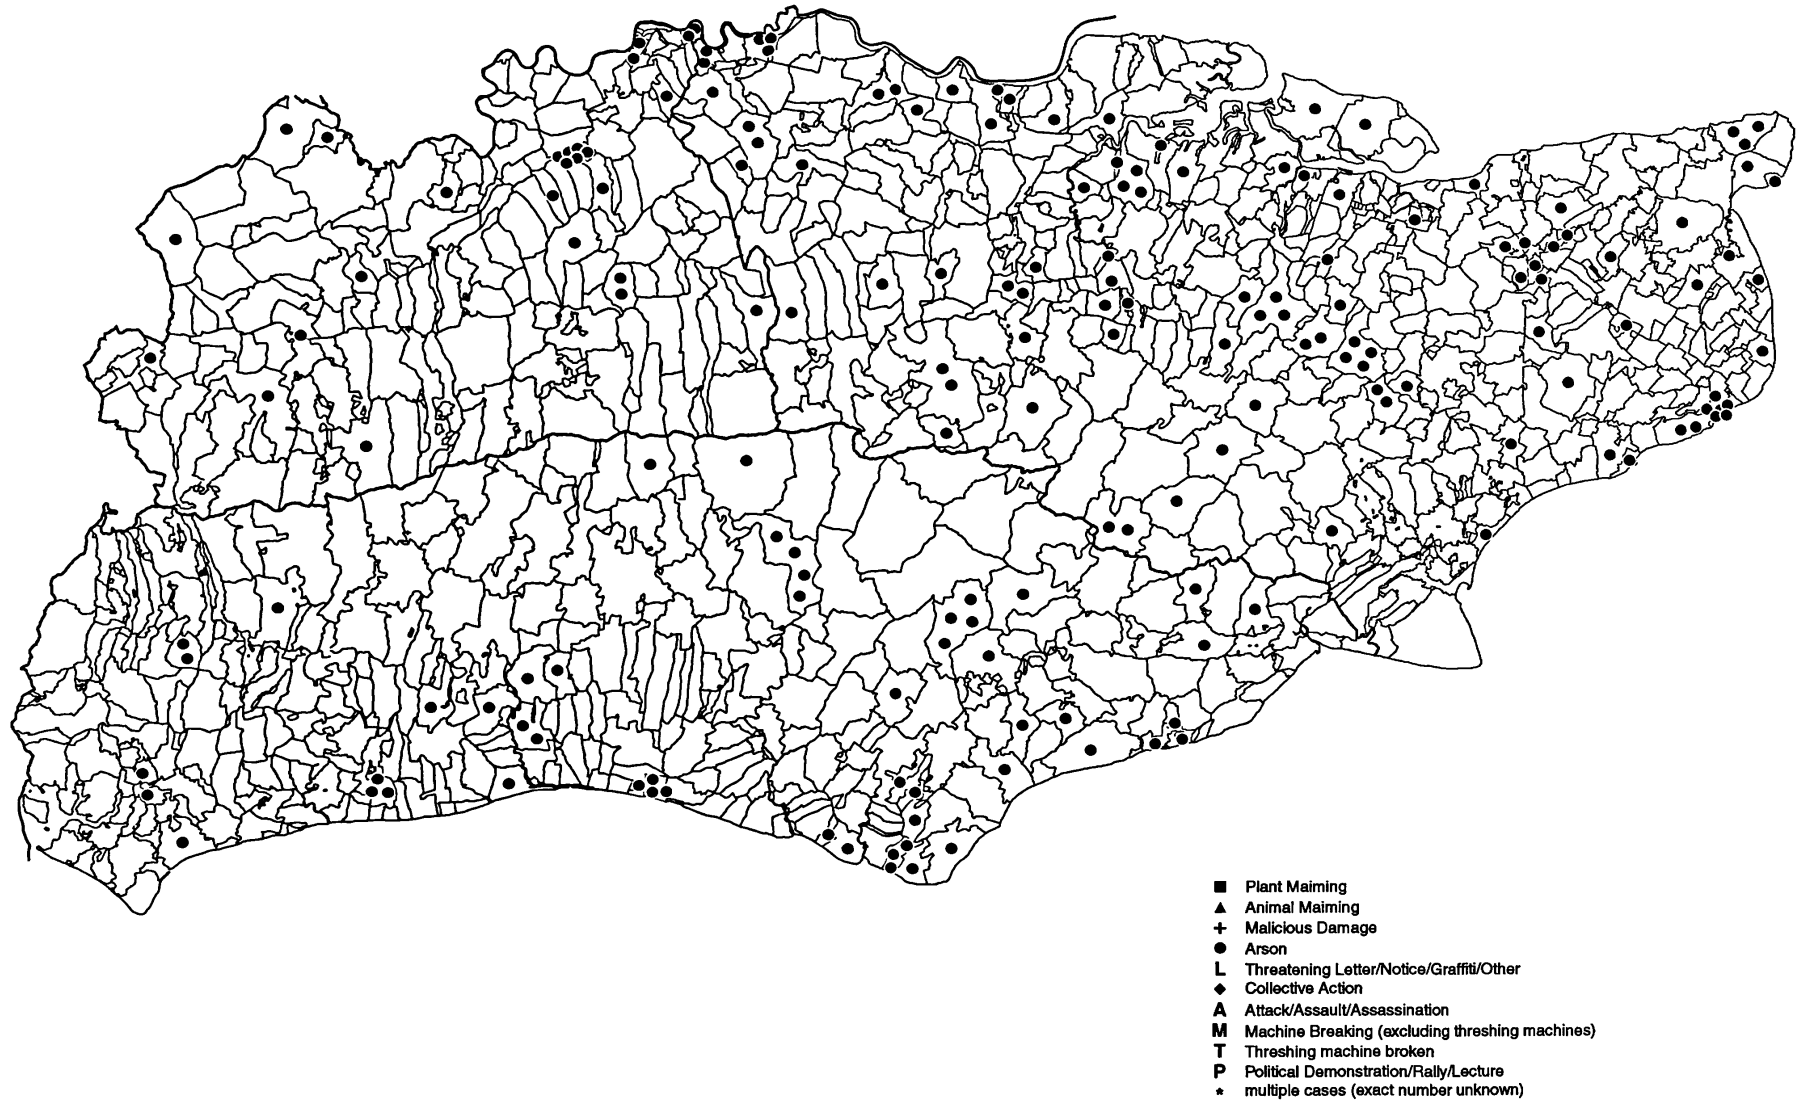 Plant Maiming
Animal Maiming
Malicious Damage
Arson
L Threatening Letter/Notice/Graffiti/Other
Collective Action
A Attack/Assault/Assassination
M Machine Breaking (excluding threshing machines)
T Threshing machine broken
P Political Demonstration/Rally/Lecture
* multiple cases (exact number unknown)